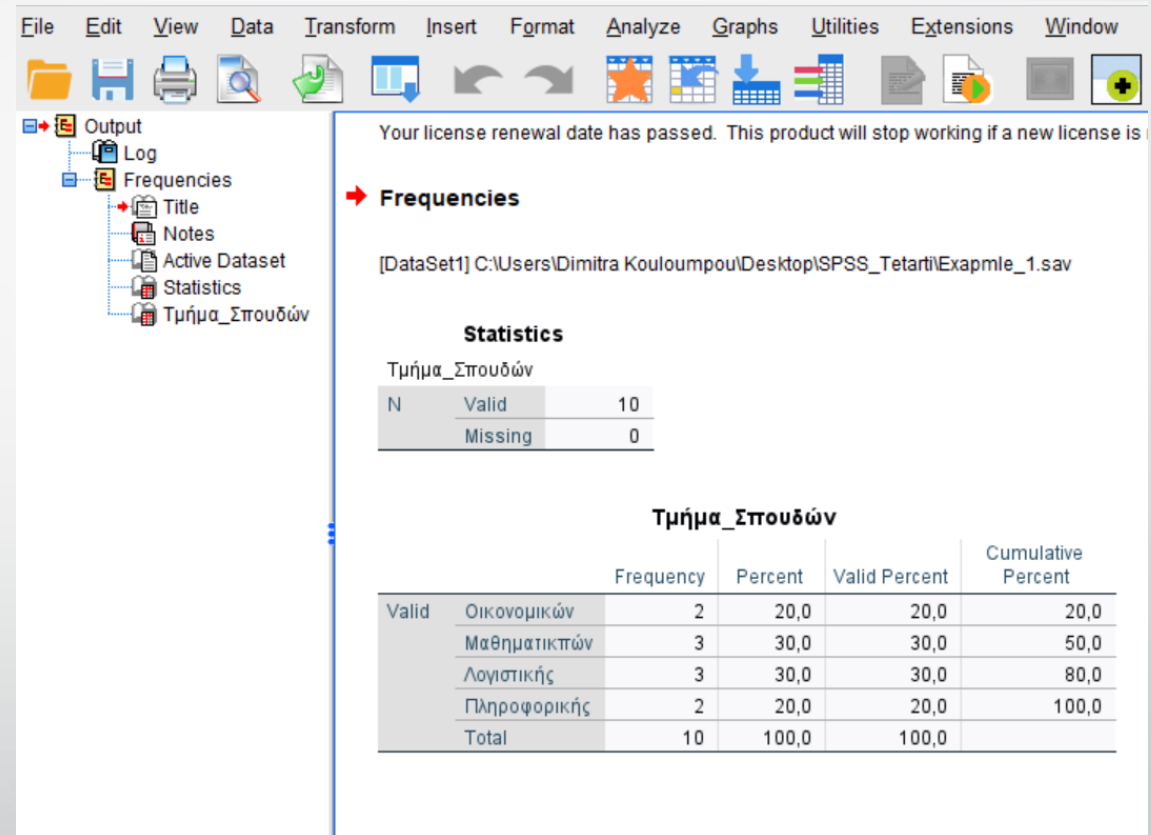 File Edit View Data Transform Insert Format Analyze Graphs Utilities Extensions Window
Output
Log
Frequencies
Title
Notes
Active Dataset
Statistics
Τμήμα_Σπουδών
Your license renewal date has passed. This product will stop working if a new license is
Frequencies
[DataSet1] C:\Users\Dimitra Kouloumpou\Desktop\SPSS_Tetarti\Exapmle_1.sav
Statistics
Τμήμα_Σπουδών
N Valid 10
Missing 0
Τμήμα_Σπουδών
Frequency Percent Valid Percent Cumulative Percent
Valid Οικονομικών 2 20,0 20,0 20,0
Μαθηματικπών 3 30,0 30,0 50,0
Λογιστικής 3 30,0 30,0 80,0
Πληροφορικής 2 20,0 20,0 100,0
Total 10 100,0 100,0